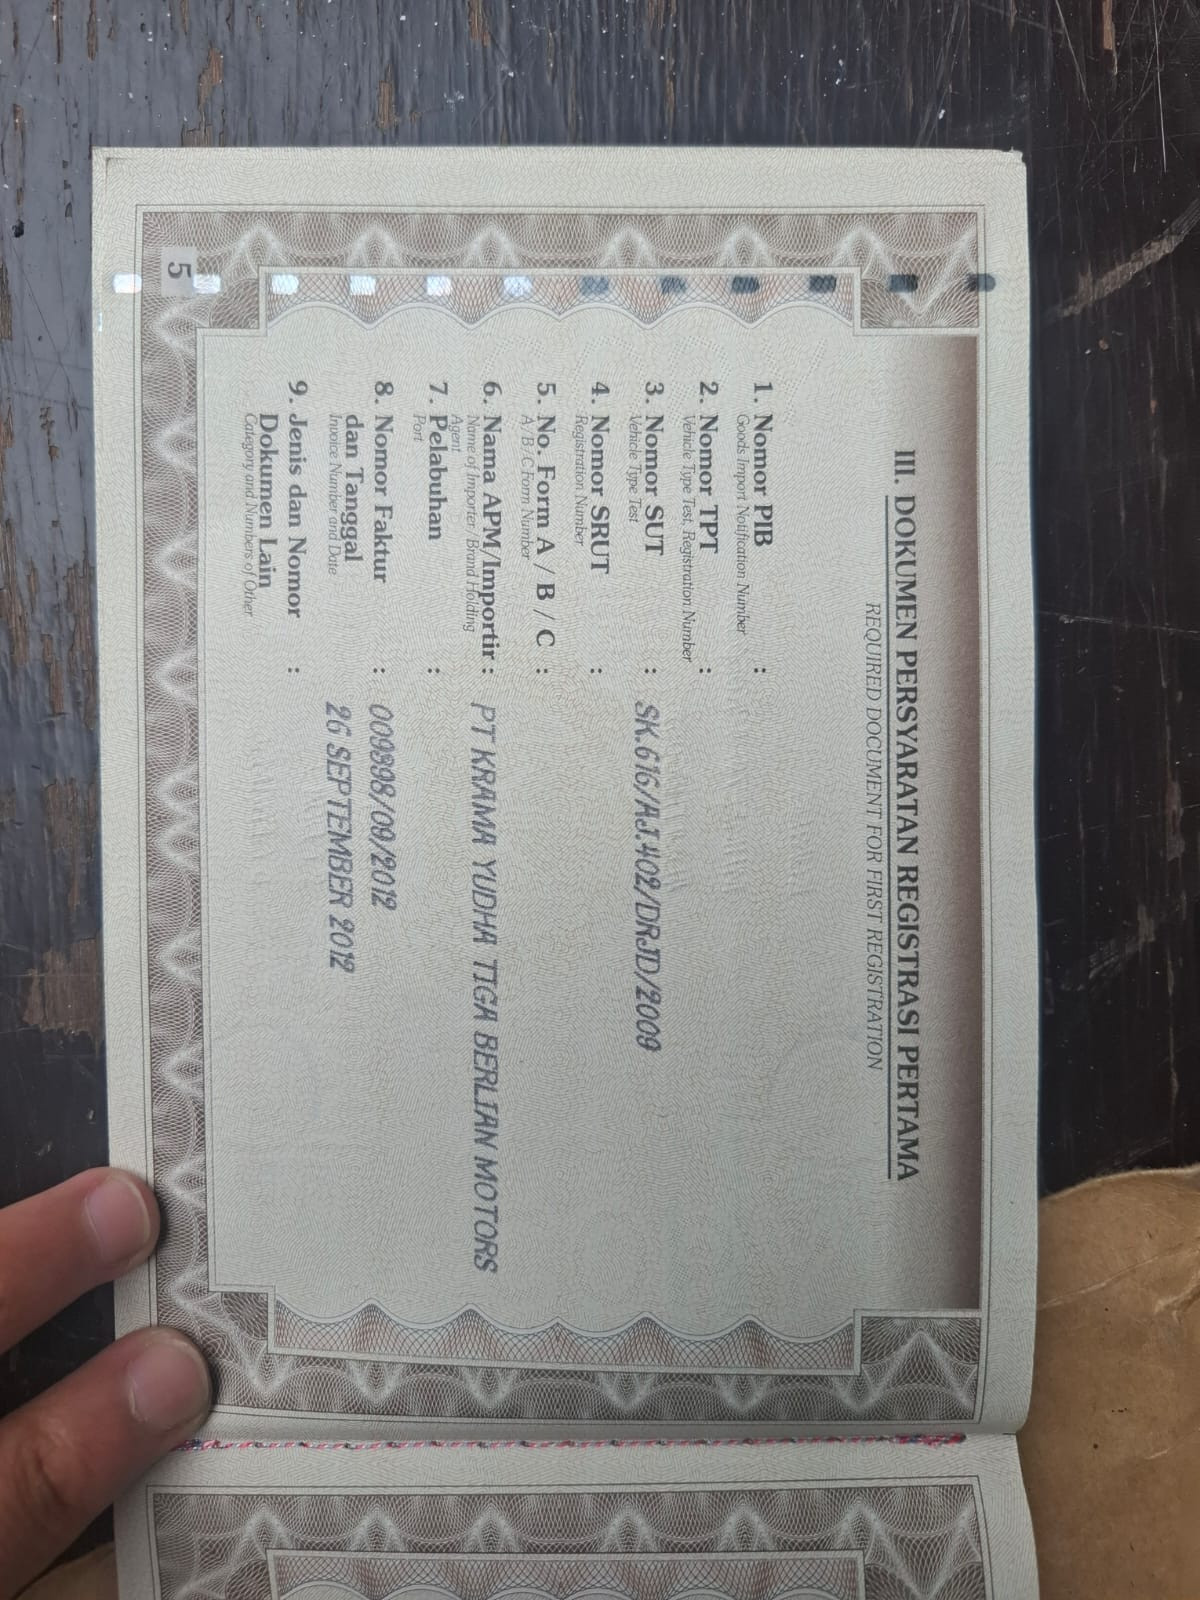 III. DOKUMEN PERSYARATAN REGISTRASI PERTAMA
REQUIRED DOCUMENT FOR FIRST REGISTRATION
1. Nomor PIB :
Goods Import Notification Number
2. Nomor TPT :
Vehicle Type Test, Registration Number
3. Nomor SUT : SK.616/AJ.402/DRJD/2009
Vehicle Type Test
4. Nomor SRUT :
Registration Number
5. No. Form A / B / C :
A / B / C Form Number
6. Nama APM/Importir : PT KRAMA YUDHA TIGA BERLIAN MOTORS
Name of Importer/ Brand Holding
Agent
7. Pelabuhan :
Port
8. Nomor Faktur : 009898/09/2012
dan Tanggal 26 SEPTEMBER 2012
Invoice Number and Date
9. Jenis dan Nomor :
Dokumen Lain
Category and Numbers of Other
5